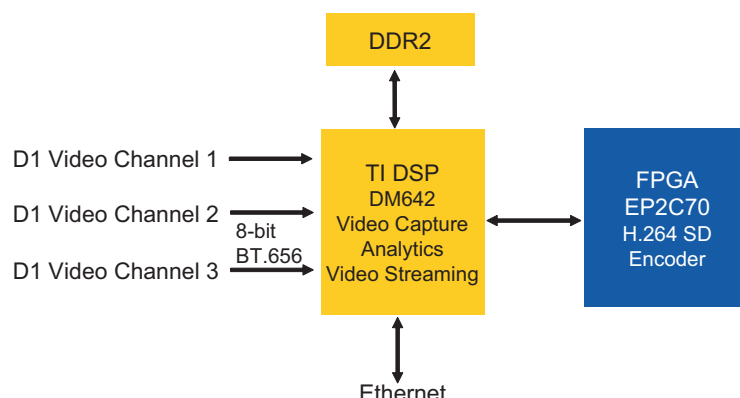 DDR2
D1 Video Channel 1
D1 Video Channel 2
8-bit
BT.656
D1 Video Channel 3
TI DSP
DM642
Video Capture
Analytics
Video Streaming
FPGA
EP2C70
H.264 SD
Encoder
Ethernet